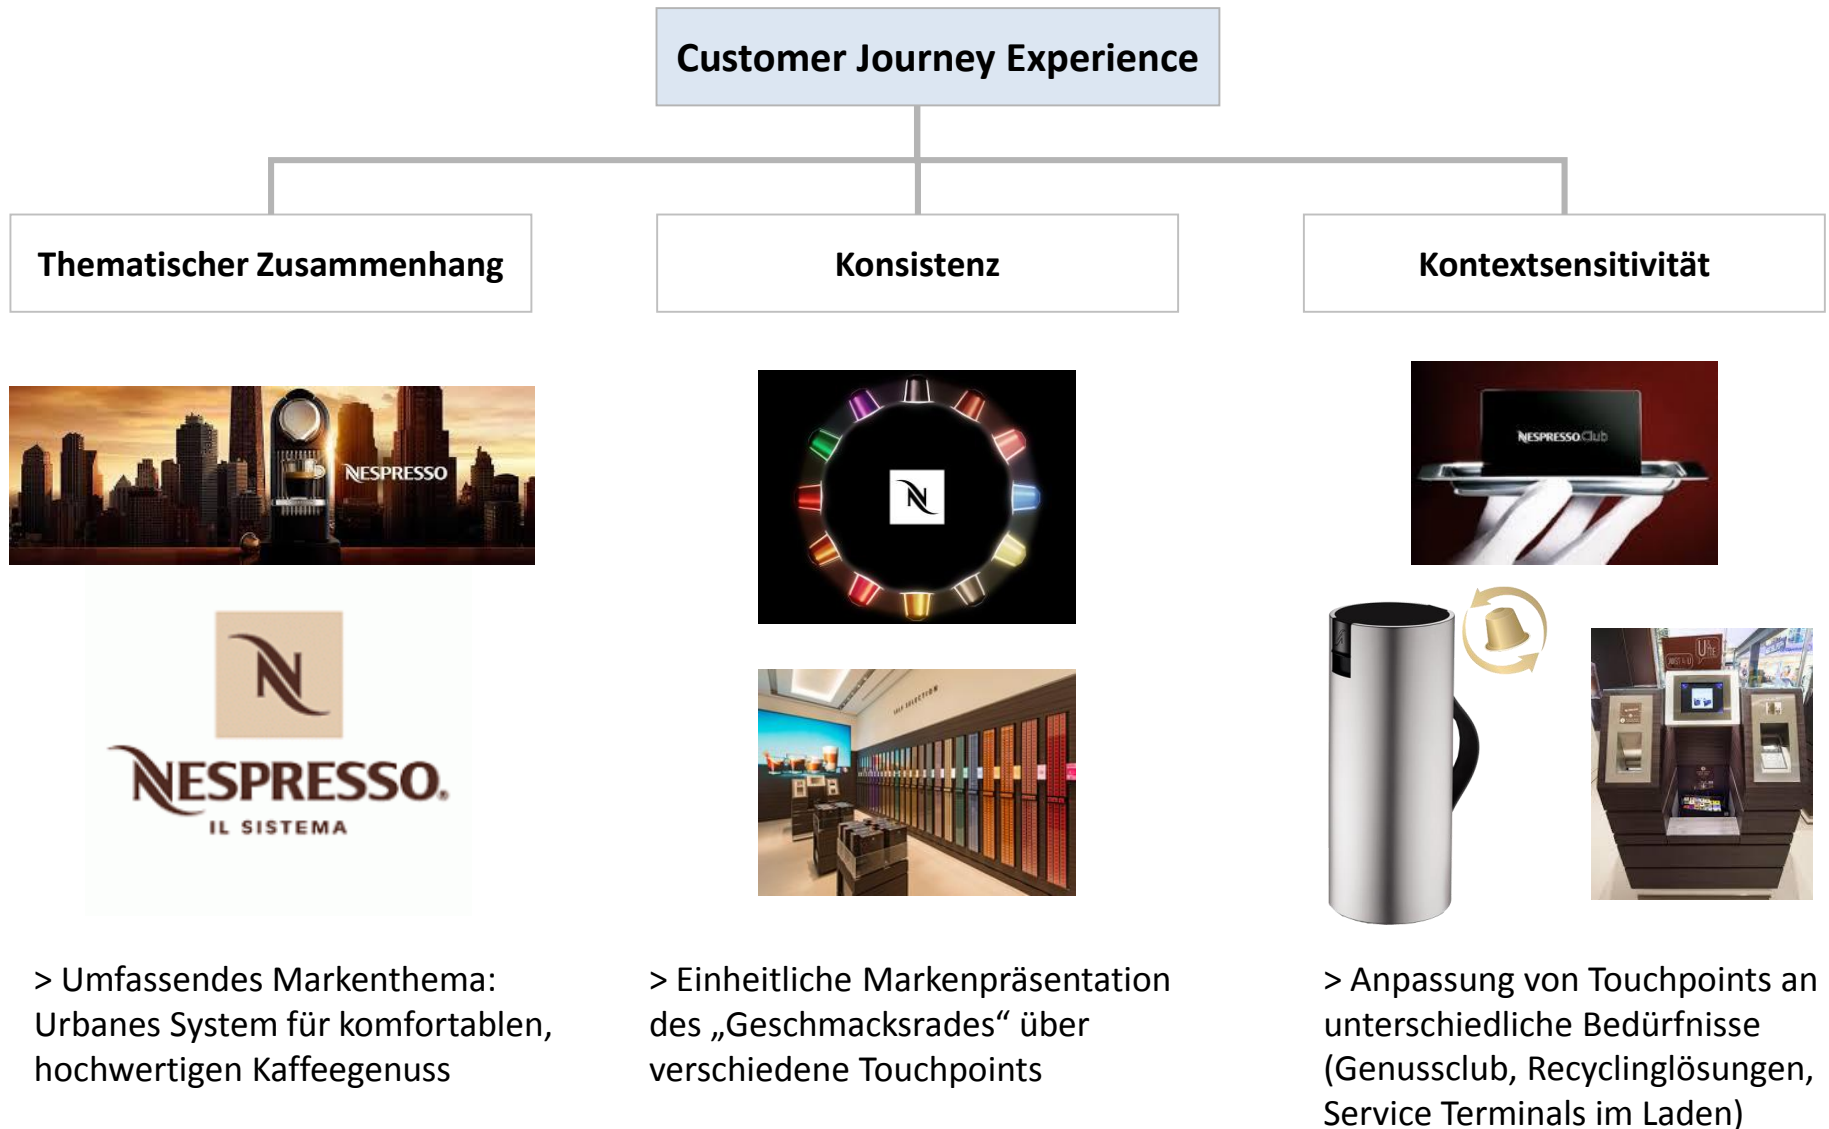 Customer Journey Experience
Thematischer Zusammenhang
Konsistenz
Kontextsensitivität
NESPRESSO
N
NESPRESSO®
IL SISTEMA
N
SELF SELECTION
NESPRESSO Club
> Umfassendes Markenthema:
Urbanes System für komfortablen,
hochwertigen Kaffeegenuss
> Einheitliche Markenpräsentation
des „Geschmacksrades“ über
verschiedene Touchpoints
> Anpassung von Touchpoints an
unterschiedliche Bedürfnisse
(Genussclub, Recyclinglösungen,
Service Terminals im Laden)